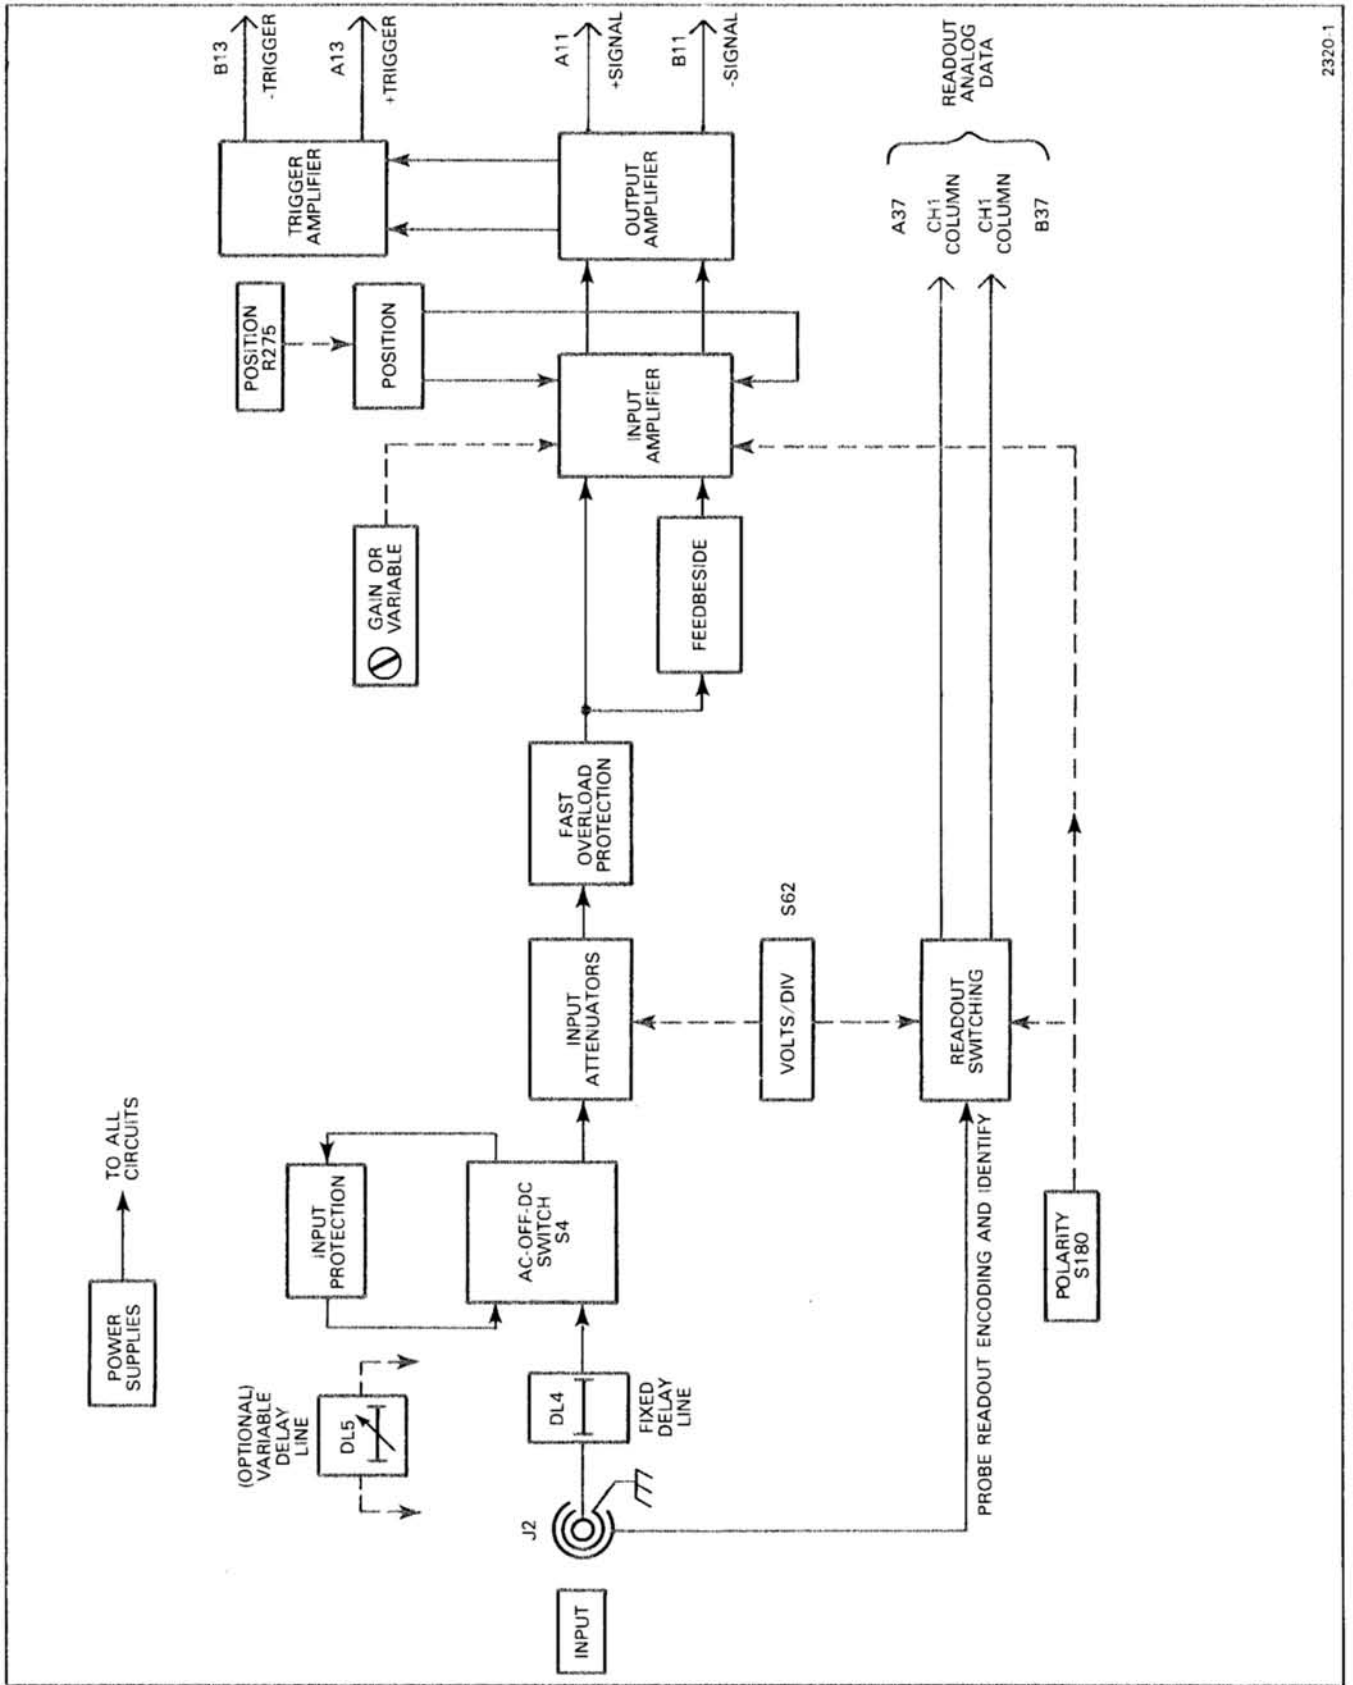 POWER
SUPPLIES
TO ALL
CIRCUITS
(OPTIONAL)
VARIABLE
DELAY
LINE
DL5
INPUT
PROTECTION
POSITION
R275
B13
-TRIGGER
A13
+TRIGGER
TRIGGER
AMPLIFIER
GAIN OR
VARIABLE
POSITION
INPUT
J2
DL4
FIXED
DELAY
LINE
AC-OFF-DC
SWITCH
S4
INPUT
ATTENUATORS
FAST
OVERLOAD
PROTECTION
FEEDBESIDE
INPUT
AMPLIFIER
OUTPUT
AMPLIFIER
A11
+SIGNAL
B11
-SIGNAL
VOLTS/DIV
S62
PROBE READOUT ENCODING AND IDENTIFY
READOUT
SWITCHING
A37
CH1
COLUMN
CH1
COLUMN
B37
READOUT
ANALOG
DATA
POLARITY
S180
2320-1